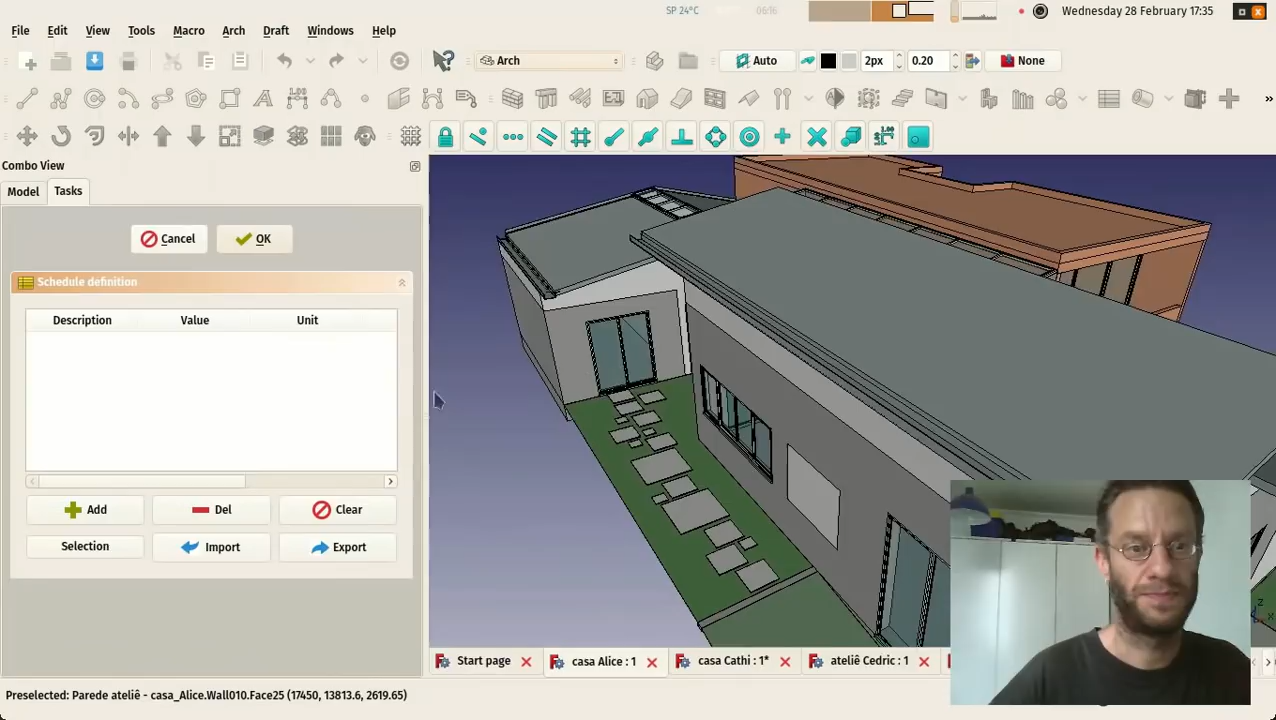 SP 24°C
06:16
Wednesday 28 February 17:35
File Edit View Tools Macro Arch Draft Windows Help
Arch
Auto
2px
0.20
None
Combo View
Model
Tasks
Cancel
OK
Schedule definition
Description Value Unit
Add
Del
Clear
Selection
Import
Export
Start page
casa Alice : 1
casa Cathi : 1*
ateliê Cedric : 1
Preselected: Parede ateliê - casa_Alice.Wall010.Face25 (17450, 13813.6, 2619.65)